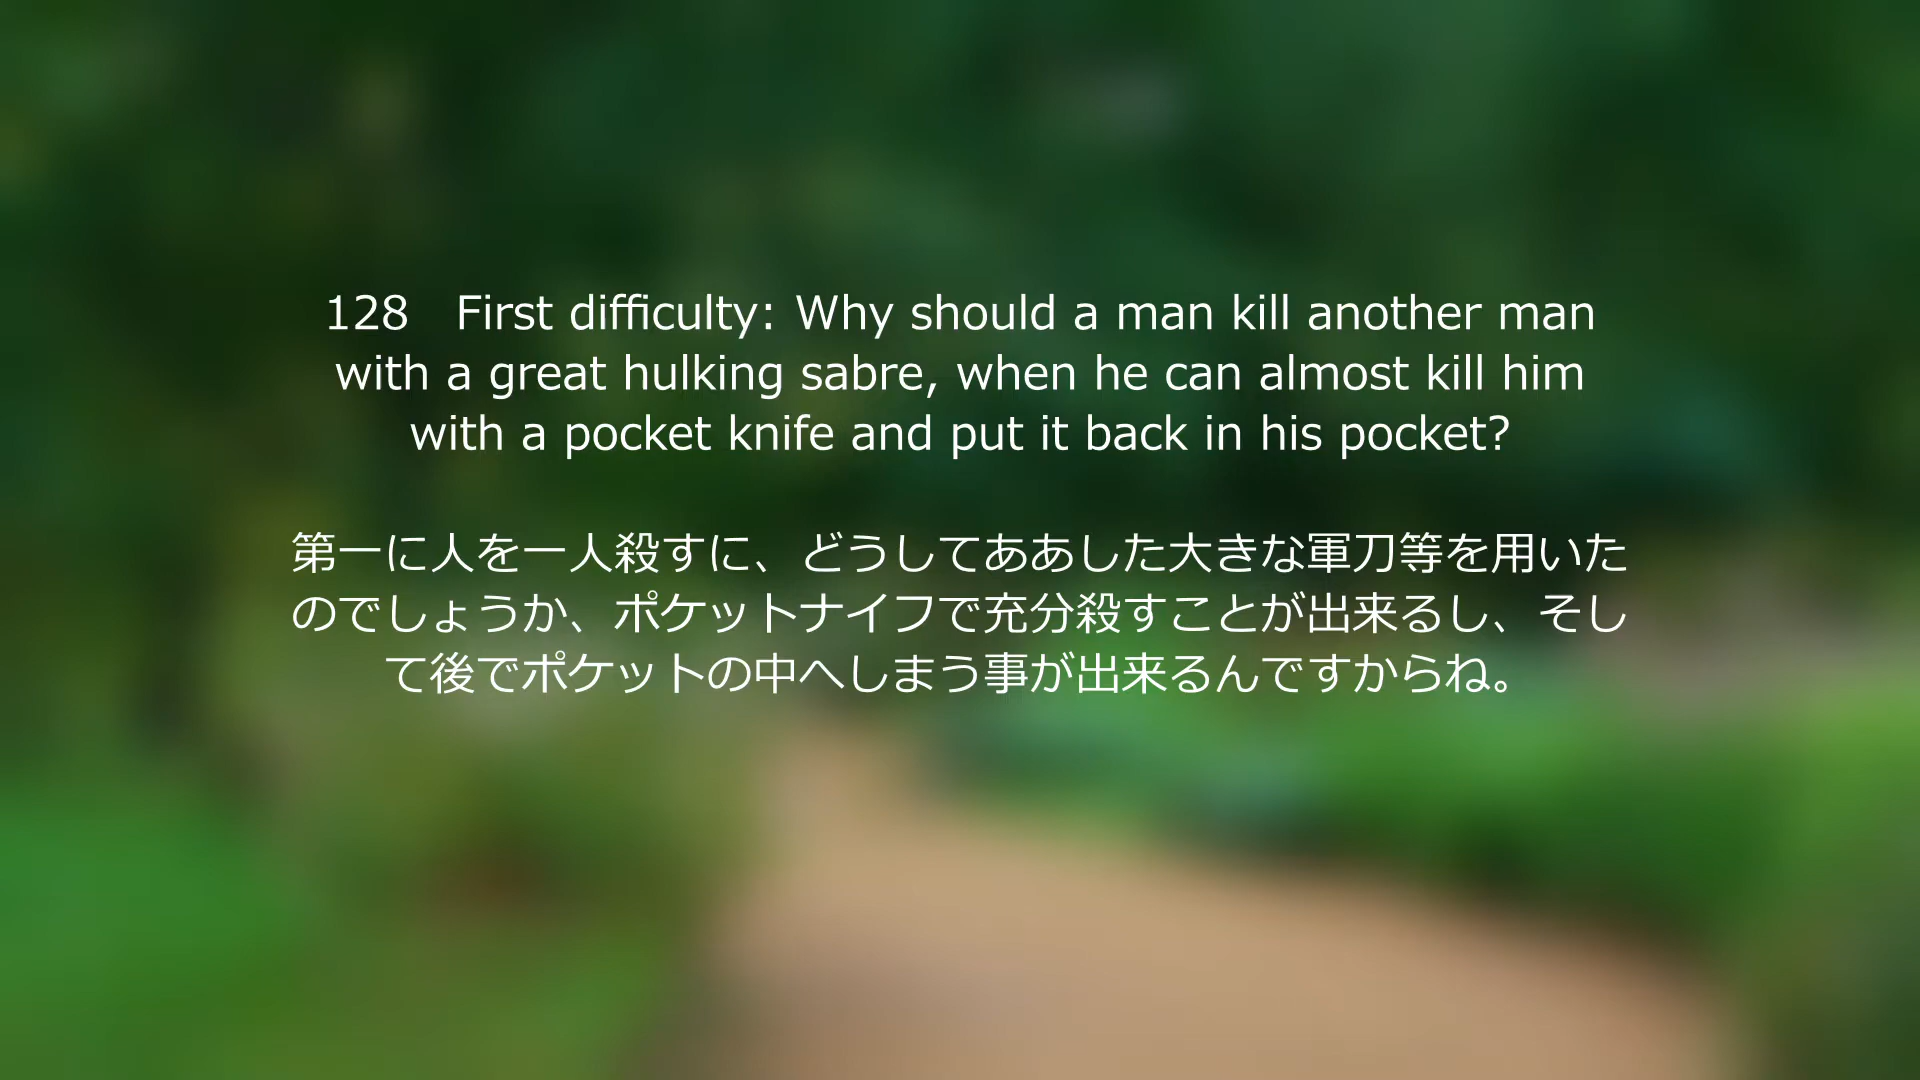 128　First difficulty: Why should a man kill another man
with a great hulking sabre, when he can almost kill him
with a pocket knife and put it back in his pocket?
第一に人を一人殺すに、どうしてああした大きな軍刀等を用いた
のでしょうか、ポケットナイフで充分殺すことが出来るし、そし
て後でポケットの中へしまう事が出来るんですからね。